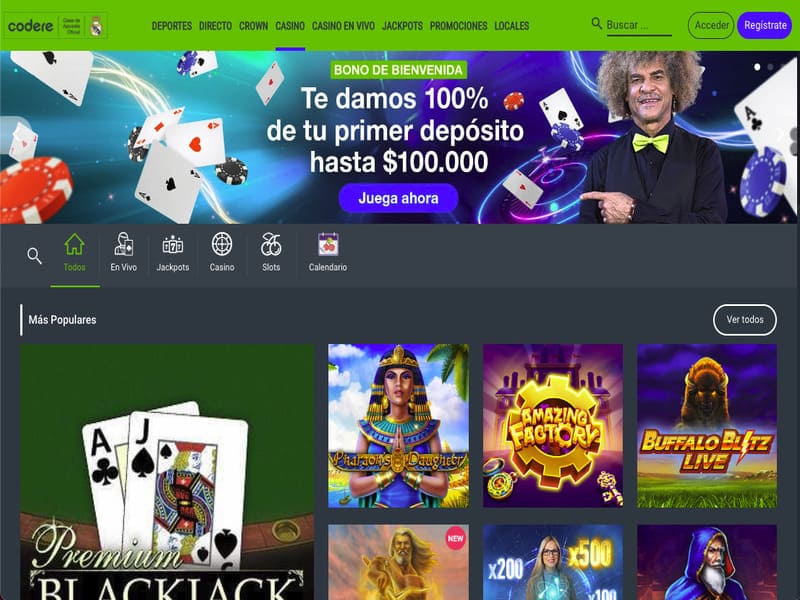 codere
Casa de
Apuesta
Oficial
DEPORTES DIRECTO CROWN CASINO CASINO EN VIVO JACKPOTS PROMOCIONES LOCALES
Buscar ...
Acceder
Regístrate
BONO DE BIENVENIDA
Te damos 100%
de tu primer depósito
hasta $100.000
Juega ahora
Todos
En Vivo
Jackpots
Casino
Slots
Calendario
Más Populares
Ver todos
A J
Premium
BLACKJACK
Pharaoh's Daughter
AMAZING
FACTORY
BUFFALO BLITZ
LIVE
NEW
x200
x500
x100